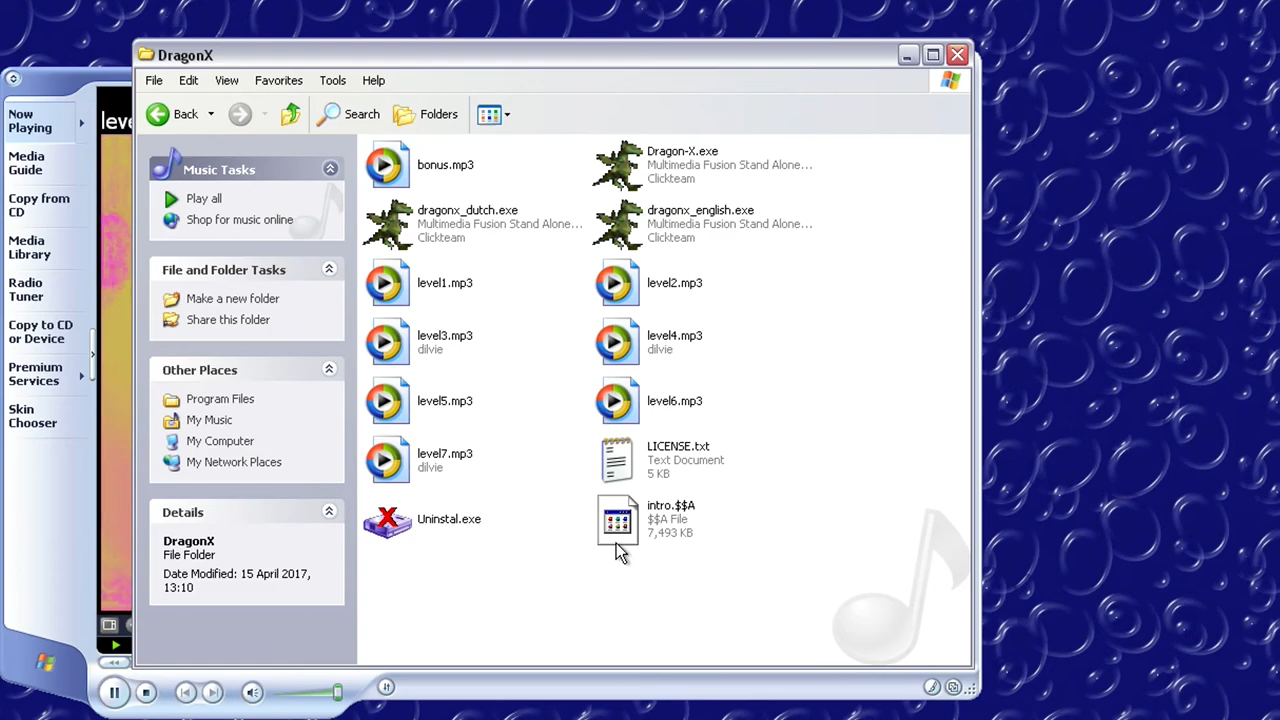 DragonX
File Edit View Favorites Tools Help
Back Search Folders
Now Playing
Media Guide
Copy from CD
Media Library
Radio Tuner
Copy to CD or Device
Premium Services
Skin Chooser
leve
Music Tasks
Play all
Shop for music online
File and Folder Tasks
Make a new folder
Share this folder
Other Places
Program Files
My Music
My Computer
My Network Places
Details
DragonX
File Folder
Date Modified: 15 April 2017,
13:10
bonus.mp3
Dragon-X.exe
Multimedia Fusion Stand Alone...
Clickteam
dragonx_dutch.exe
Multimedia Fusion Stand Alone...
Clickteam
dragonx_english.exe
Multimedia Fusion Stand Alone...
Clickteam
level1.mp3
level2.mp3
level3.mp3
dilvie
level4.mp3
dilvie
level5.mp3
level6.mp3
level7.mp3
dilvie
LICENSE.txt
Text Document
5 KB
Uninstal.exe
intro.$$A
$$A File
7,493 KB